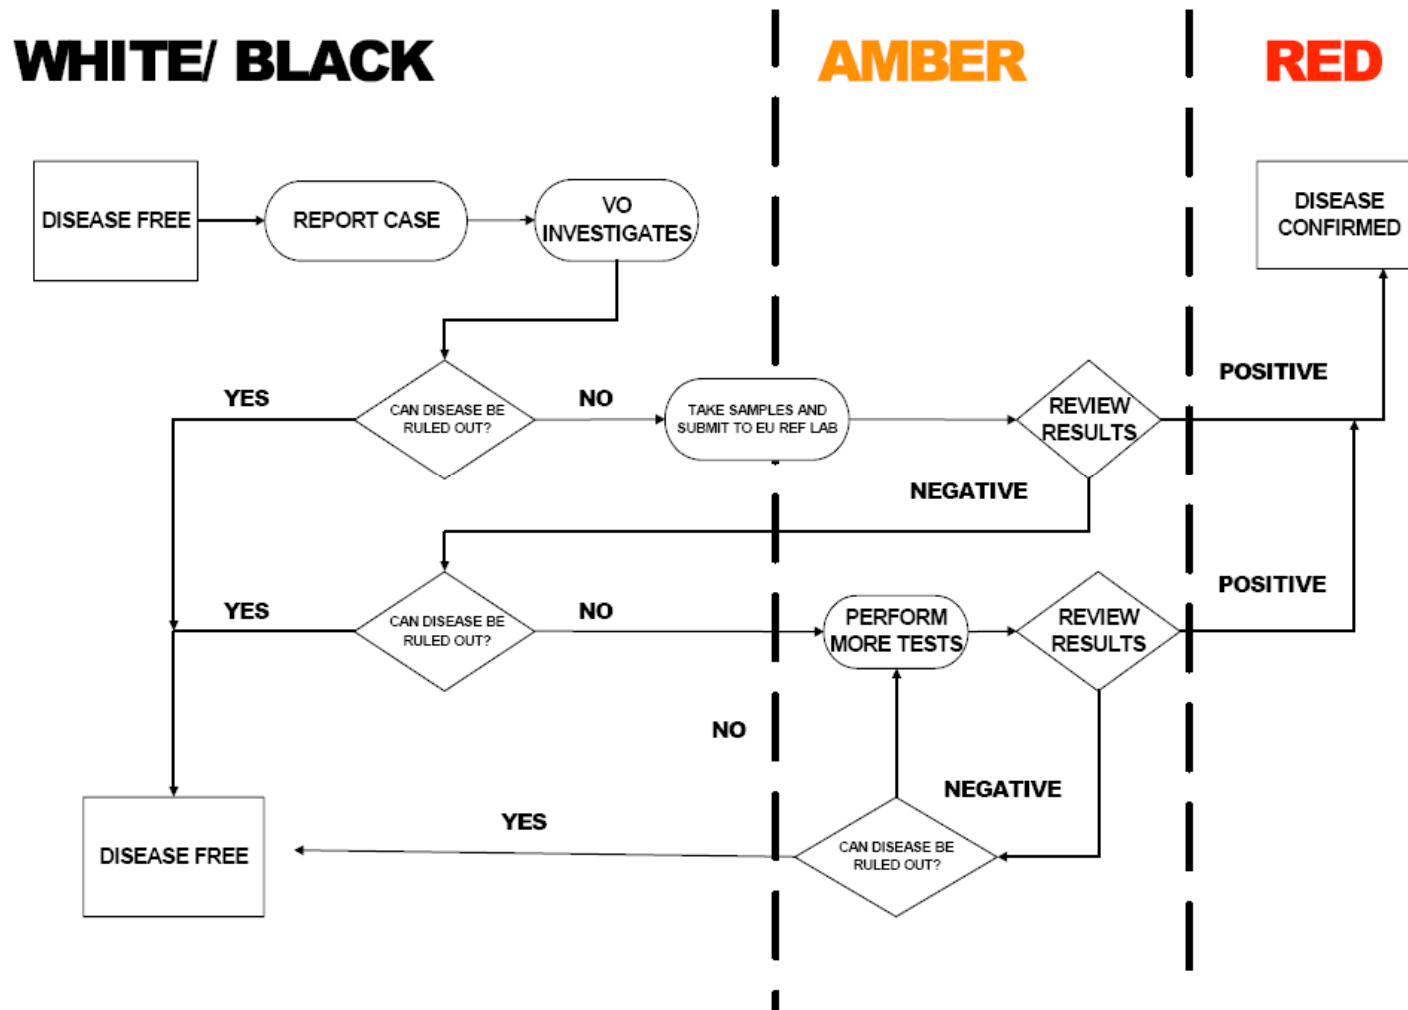 WHITE/ BLACK
AMBER
RED
DISEASE FREE
REPORT CASE
VO
INVESTIGATES
DISEASE
CONFIRMED
YES
CAN DISEASE BE
RULED OUT?
NO
TAKE SAMPLES AND
SUBMIT TO EU REF LAB
REVIEW
RESULTS
POSITIVE
NEGATIVE
YES
CAN DISEASE BE
RULED OUT?
NO
PERFORM
MORE TESTS
REVIEW
RESULTS
POSITIVE
NO
NEGATIVE
DISEASE FREE
YES
CAN DISEASE BE
RULED OUT?